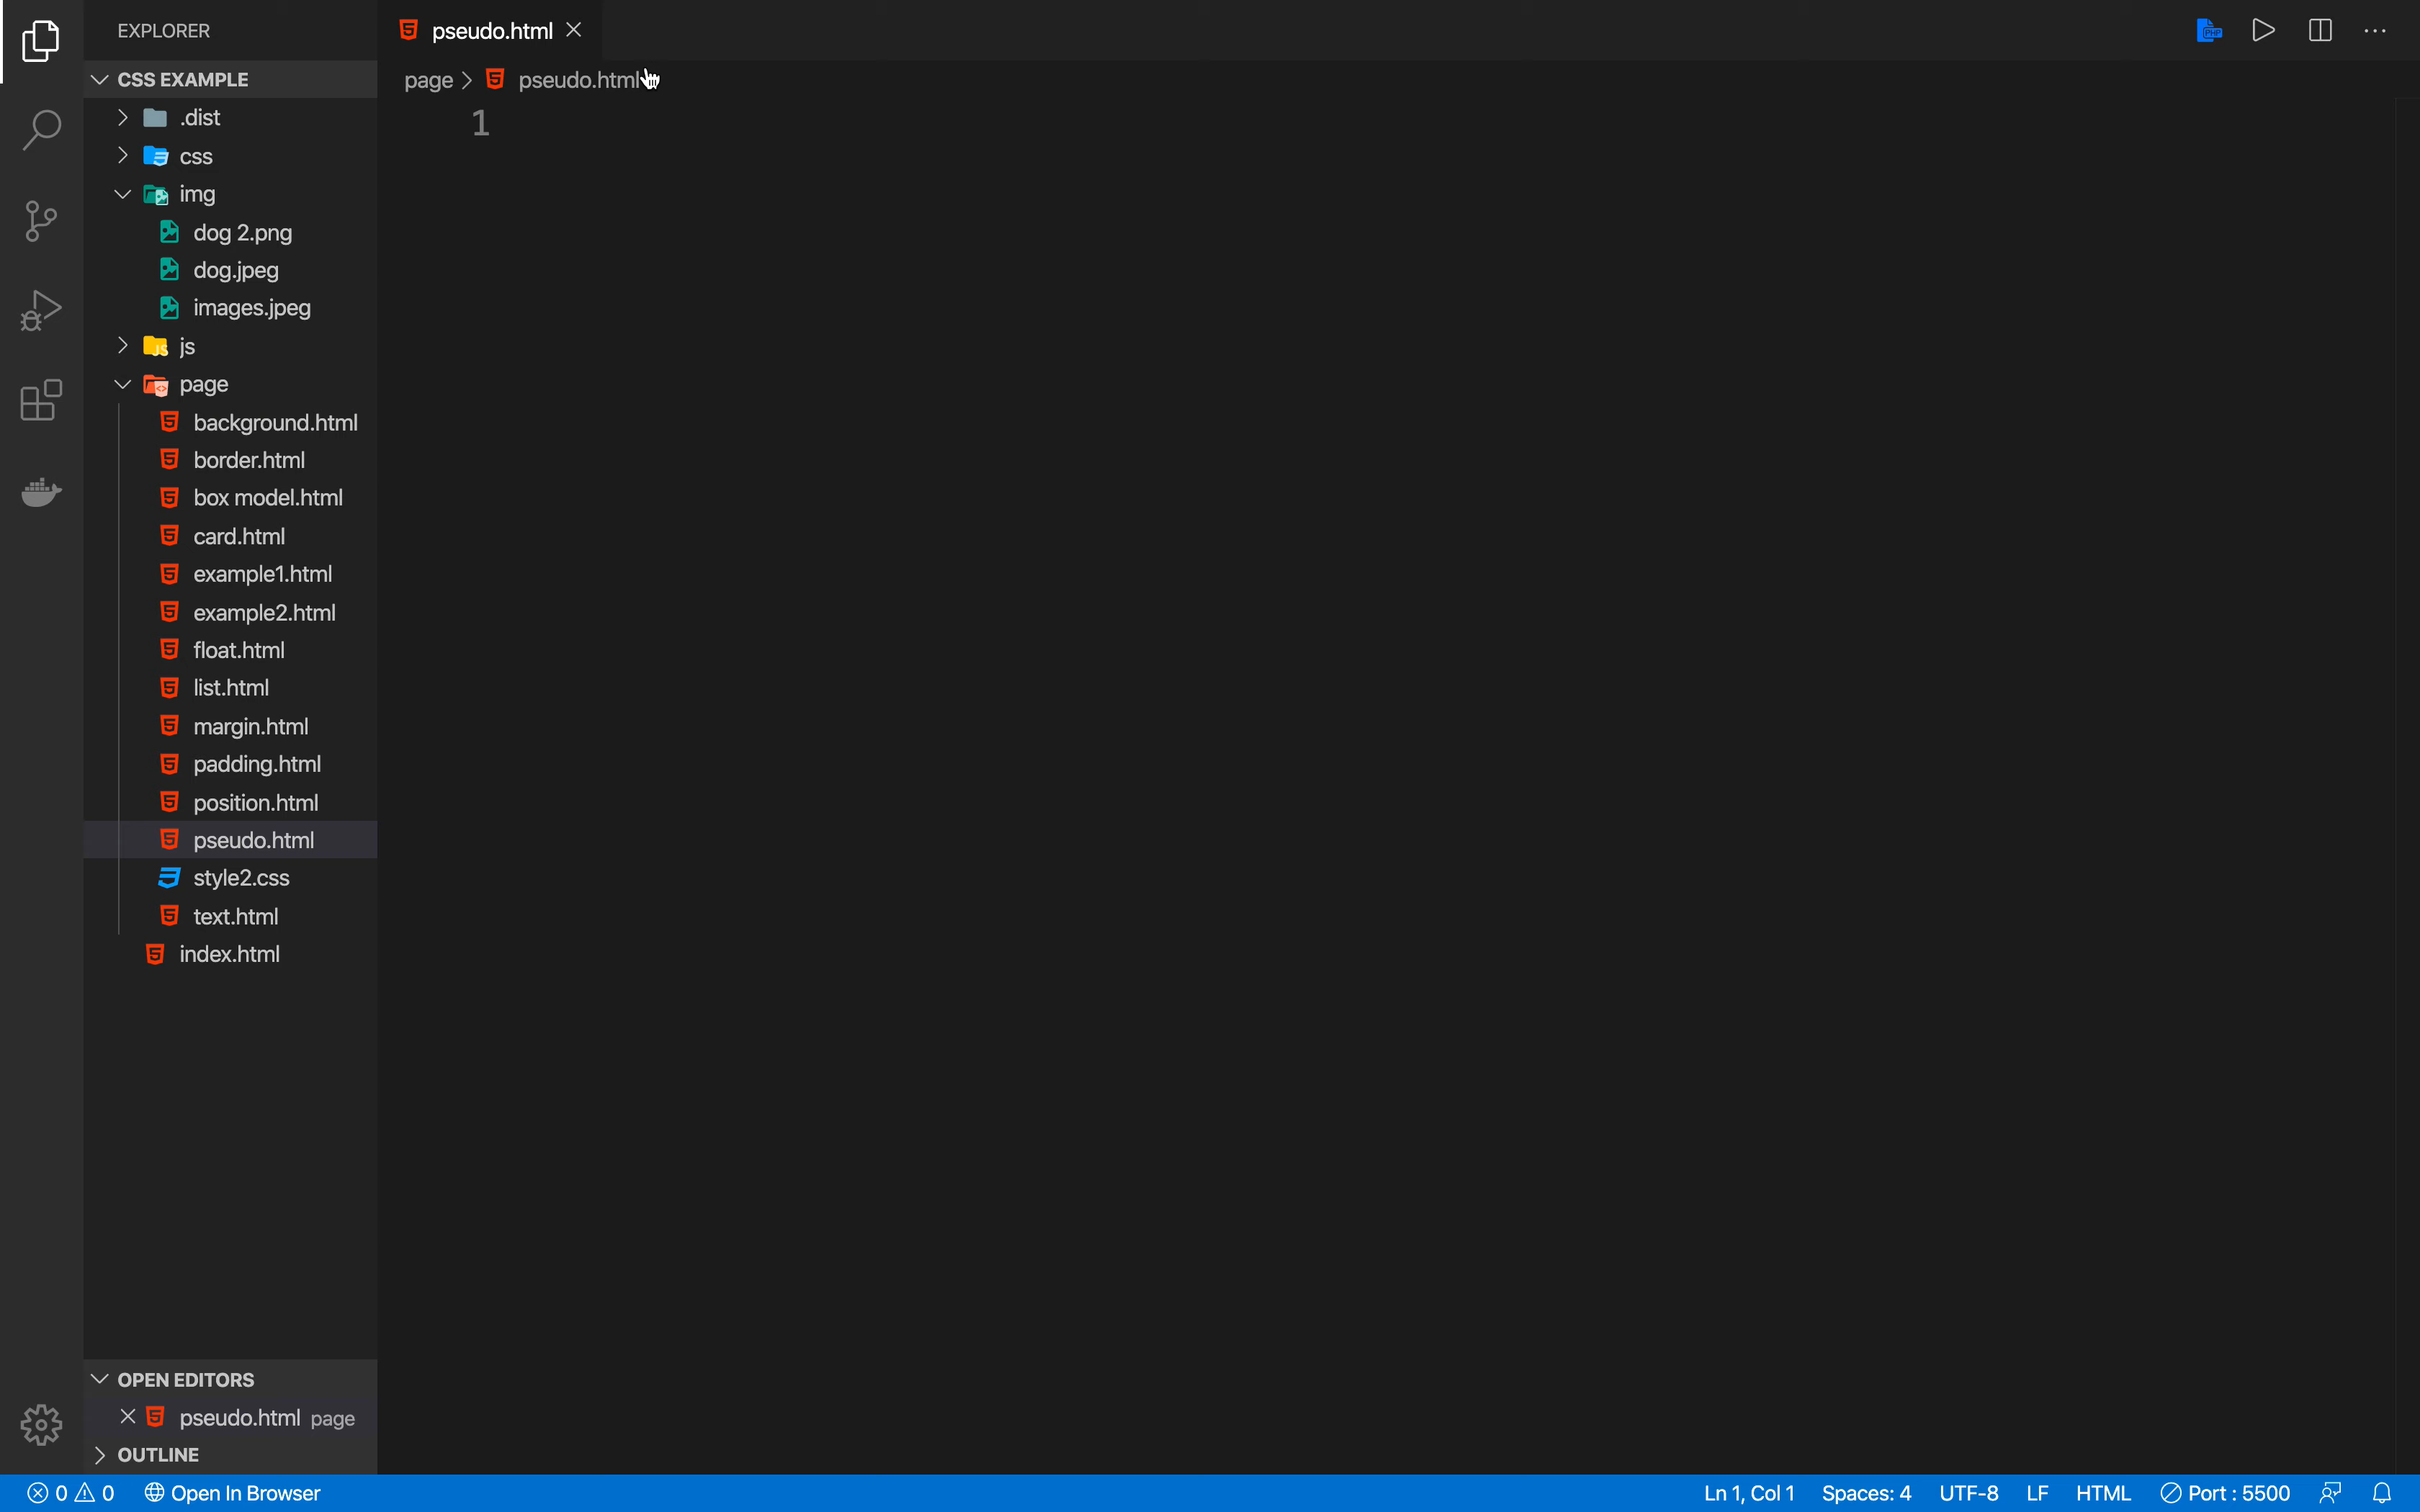 EXPLORER
pseudo.html
CSS EXAMPLE
page > pseudo.html
1
.dist
css
img
dog 2.png
dog.jpeg
images.jpeg
js
page
background.html
border.html
box model.html
card.html
example1.html
example2.html
float.html
list.html
margin.html
padding.html
position.html
pseudo.html
style2.css
text.html
index.html
OPEN EDITORS
pseudo.html page
OUTLINE
0 0 Open In Browser Ln 1, Col 1 Spaces: 4 UTF-8 LF HTML Port : 5500